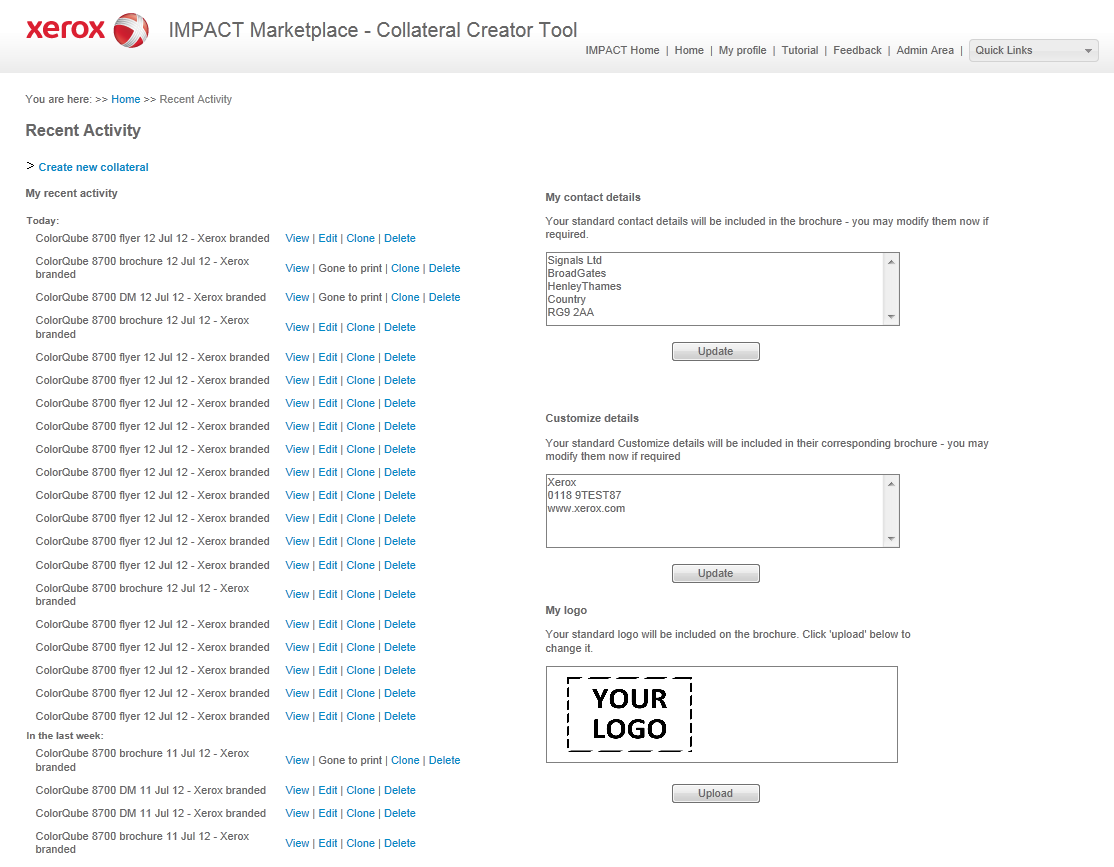 xerox
IMPACT Marketplace - Collateral Creator Tool
IMPACT Home | Home | My profile | Tutorial | Feedback | Admin Area | Quick Links
You are here: >> Home >> Recent Activity
Recent Activity
> Create new collateral
My recent activity
Today:
ColorQube 8700 flyer 12 Jul 12 - Xerox branded View | Edit | Clone | Delete
ColorQube 8700 brochure 12 Jul 12 - Xerox
branded View | Gone to print | Clone | Delete
ColorQube 8700 DM 12 Jul 12 - Xerox branded View | Gone to print | Clone | Delete
ColorQube 8700 brochure 12 Jul 12 - Xerox
branded View | Edit | Clone | Delete
ColorQube 8700 flyer 12 Jul 12 - Xerox branded View | Edit | Clone | Delete
ColorQube 8700 flyer 12 Jul 12 - Xerox branded View | Edit | Clone | Delete
ColorQube 8700 flyer 12 Jul 12 - Xerox branded View | Edit | Clone | Delete
ColorQube 8700 flyer 12 Jul 12 - Xerox branded View | Edit | Clone | Delete
ColorQube 8700 flyer 12 Jul 12 - Xerox branded View | Edit | Clone | Delete
ColorQube 8700 flyer 12 Jul 12 - Xerox branded View | Edit | Clone | Delete
ColorQube 8700 flyer 12 Jul 12 - Xerox branded View | Edit | Clone | Delete
ColorQube 8700 flyer 12 Jul 12 - Xerox branded View | Edit | Clone | Delete
ColorQube 8700 flyer 12 Jul 12 - Xerox branded View | Edit | Clone | Delete
ColorQube 8700 flyer 12 Jul 12 - Xerox branded View | Edit | Clone | Delete
ColorQube 8700 brochure 12 Jul 12 - Xerox
branded View | Edit | Clone | Delete
ColorQube 8700 flyer 12 Jul 12 - Xerox branded View | Edit | Clone | Delete
ColorQube 8700 flyer 12 Jul 12 - Xerox branded View | Edit | Clone | Delete
ColorQube 8700 flyer 12 Jul 12 - Xerox branded View | Edit | Clone | Delete
ColorQube 8700 flyer 12 Jul 12 - Xerox branded View | Edit | Clone | Delete
ColorQube 8700 flyer 12 Jul 12 - Xerox branded View | Edit | Clone | Delete
In the last week:
ColorQube 8700 brochure 11 Jul 12 - Xerox
branded View | Gone to print | Clone | Delete
ColorQube 8700 DM 11 Jul 12 - Xerox branded View | Edit | Clone | Delete
ColorQube 8700 DM 11 Jul 12 - Xerox branded View | Edit | Clone | Delete
ColorQube 8700 brochure 11 Jul 12 - Xerox
branded View | Edit | Clone | Delete
My contact details
Your standard contact details will be included in the brochure - you may modify them now if
required.
Signals Ltd
BroadGates
HenleyThames
Country
RG9 2AA
Update
Customize details
Your standard Customize details will be included in their corresponding brochure - you may
modify them now if required
Xerox
0118 9TEST87
www.xerox.com
Update
My logo
Your standard logo will be included on the brochure. Click 'upload' below to
change it.
YOUR
LOGO
Upload